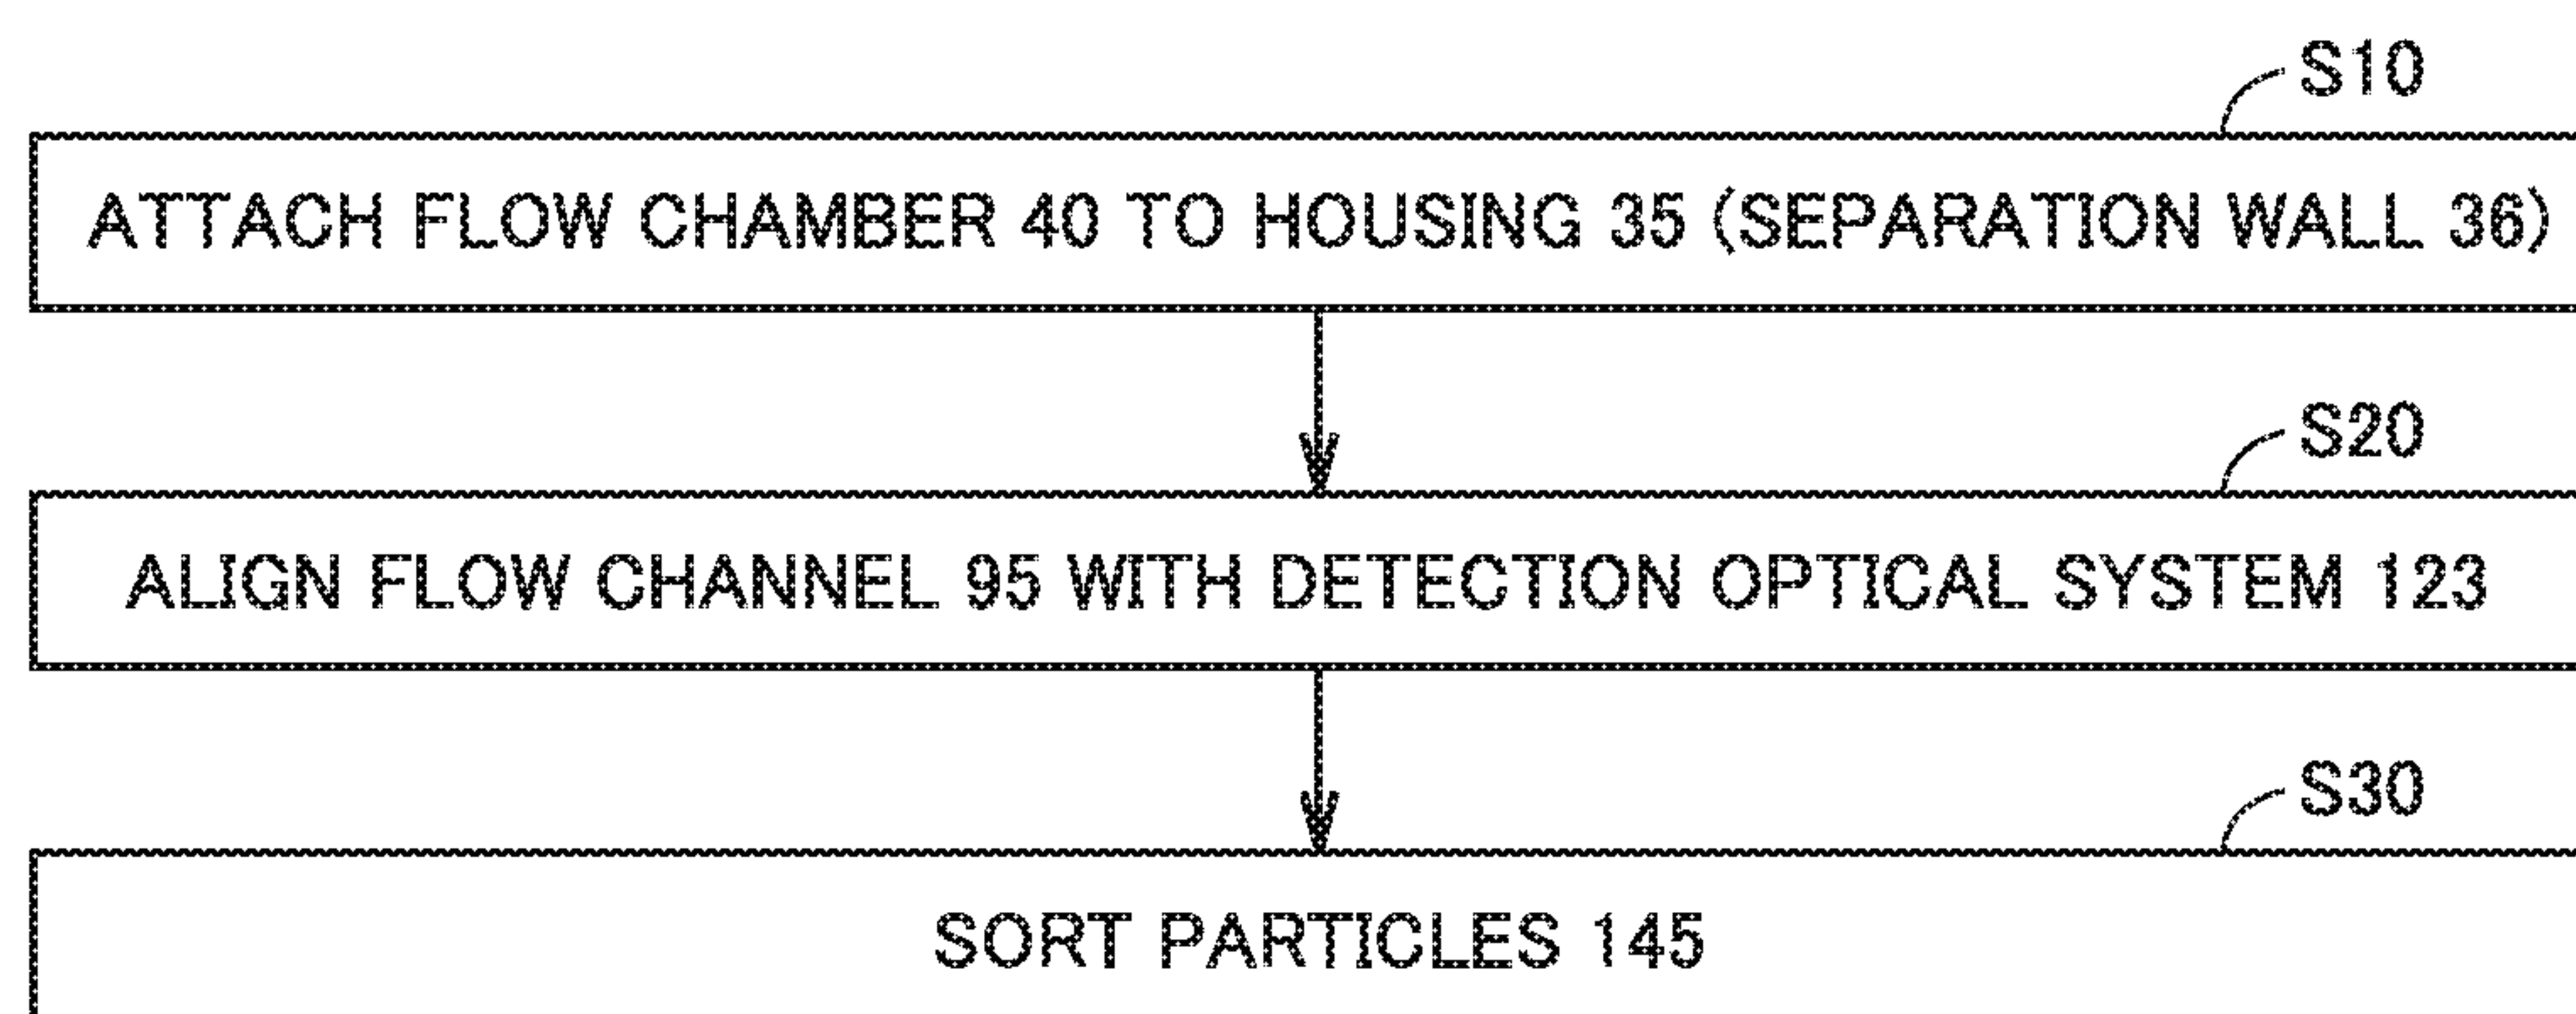 S10
ATTACH FLOW CHAMBER 40 TO HOUSING 35 (SEPARATION WALL 36)
S20
ALIGN FLOW CHANNEL 95 WITH DETECTION OPTICAL SYSTEM 123
S30
SORT PARTICLES 145